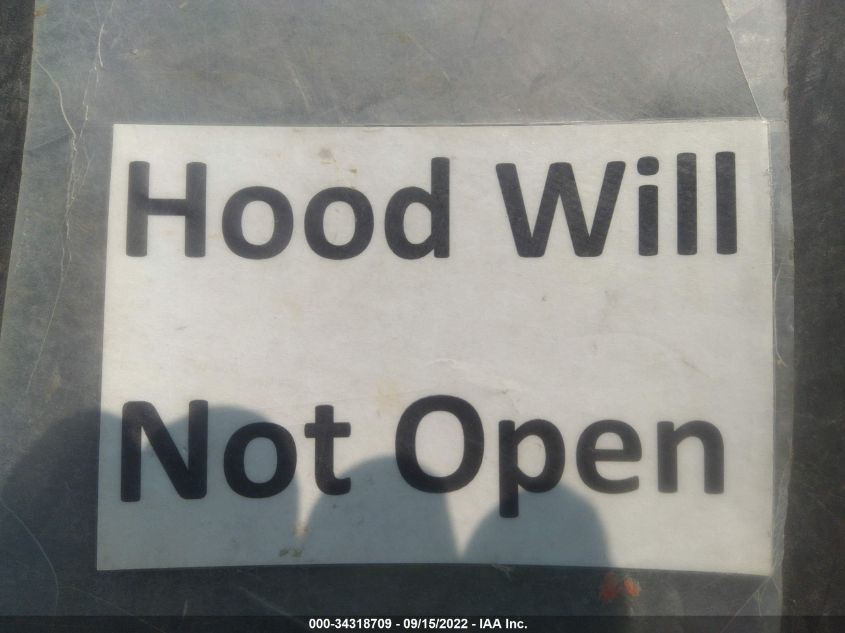 Hood Will
Not Open
000-34318709 - 09/15/2022 - IAA Inc.